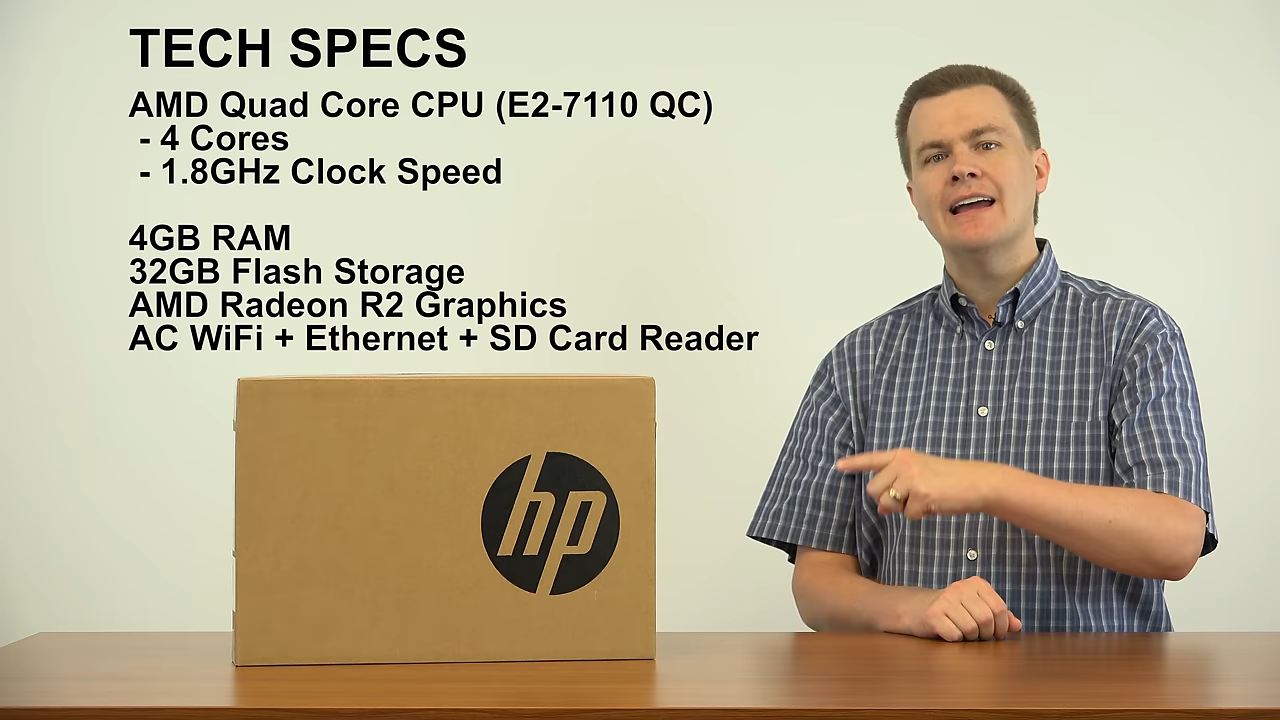 TECH SPECS
AMD Quad Core CPU (E2-7110 QC)
- 4 Cores
- 1.8GHz Clock Speed
4GB RAM
32GB Flash Storage
AMD Radeon R2 Graphics
AC WiFi + Ethernet + SD Card Reader
hp